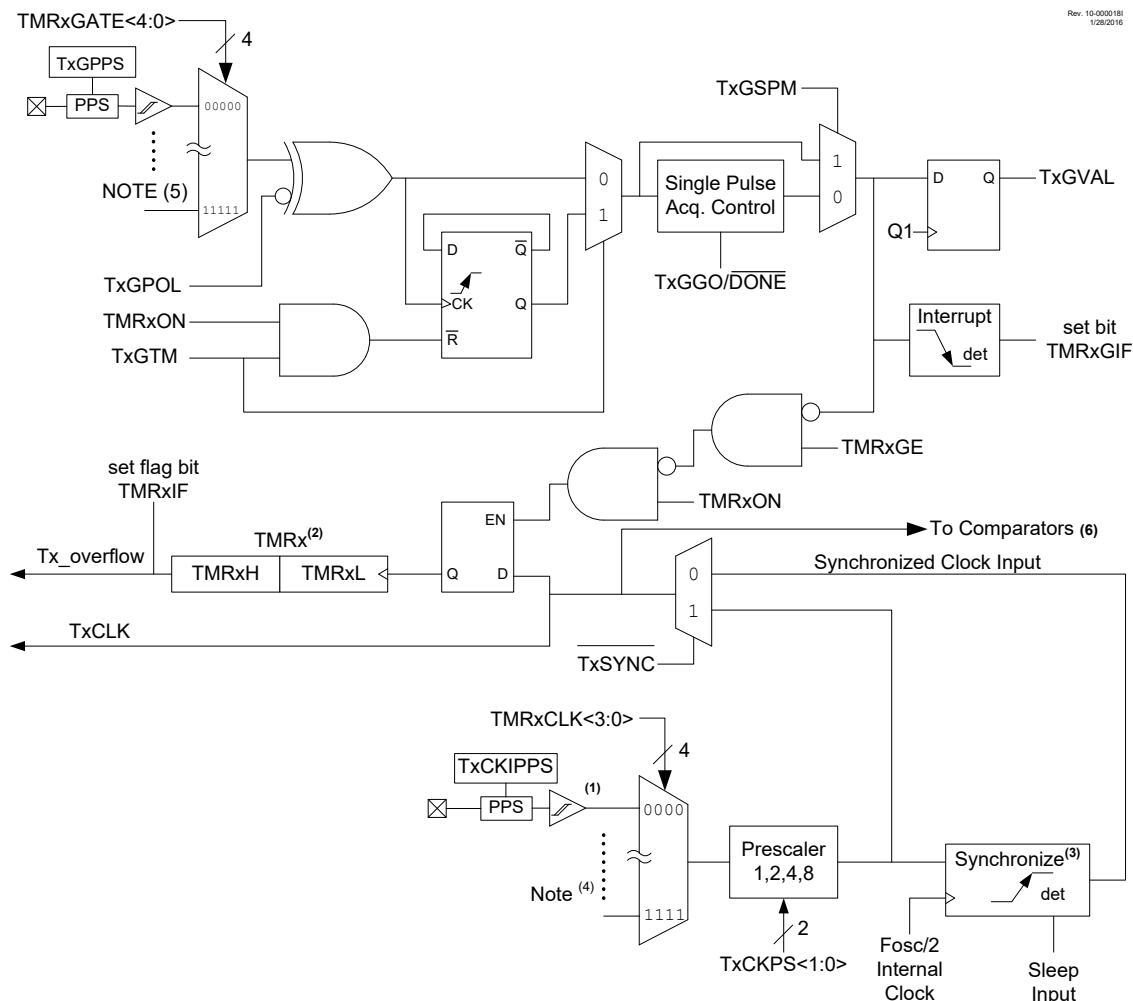 Rev. 10-000018I
1/28/2016
TMRxGATE<4:0>
4
TxGPPS
PPS
00000
NOTE (5)
11111
TxGPOL
TMRxON
TxGTM
D
Q
CK
Q
R
0
1
Single Pulse
Acq. Control
TxGGO/DONE
TxGSPM
1
0
D
Q
Q1
TxGVAL
Interrupt
det
set bit
TMRxGIF
TMRxGE
TMRxON
set flag bit
TMRxIF
Tx_overflow
TMRx(2)
TMRxH
TMRxL
EN
Q
D
To Comparators (6)
Synchronized Clock Input
0
1
TxCLK
TxSYNC
TMRxCLK<3:0>
4
TxCKIPPS
PPS
(1)
0000
Note (4)
1111
Prescaler
1,2,4,8
2
TxCKPS<1:0>
Synchronize(3)
det
Fosc/2
Internal
Clock
Sleep
Input